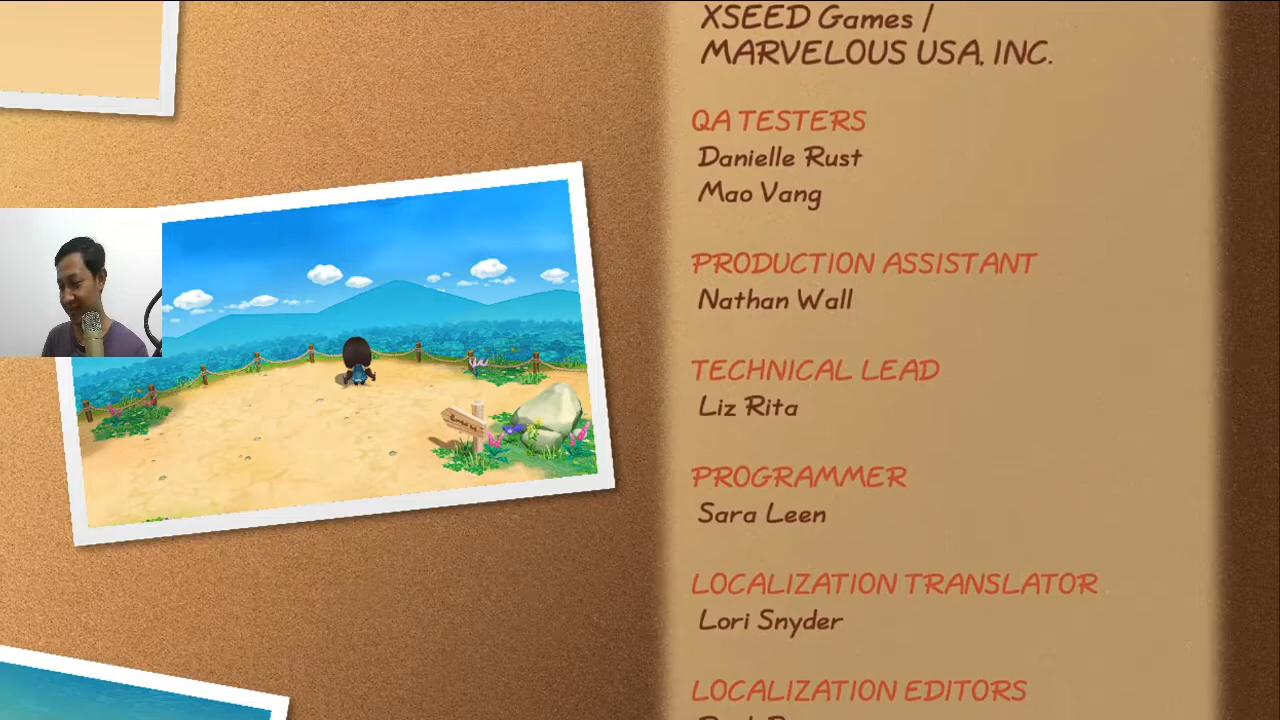 XSEED Games /
MARVELOUS USA, INC.
QA TESTERS
Danielle Rust
Mao Vang
PRODUCTION ASSISTANT
Nathan Wall
TECHNICAL LEAD
Liz Rita
PROGRAMMER
Sara Leen
LOCALIZATION TRANSLATOR
Lori Snyder
LOCALIZATION EDITORS